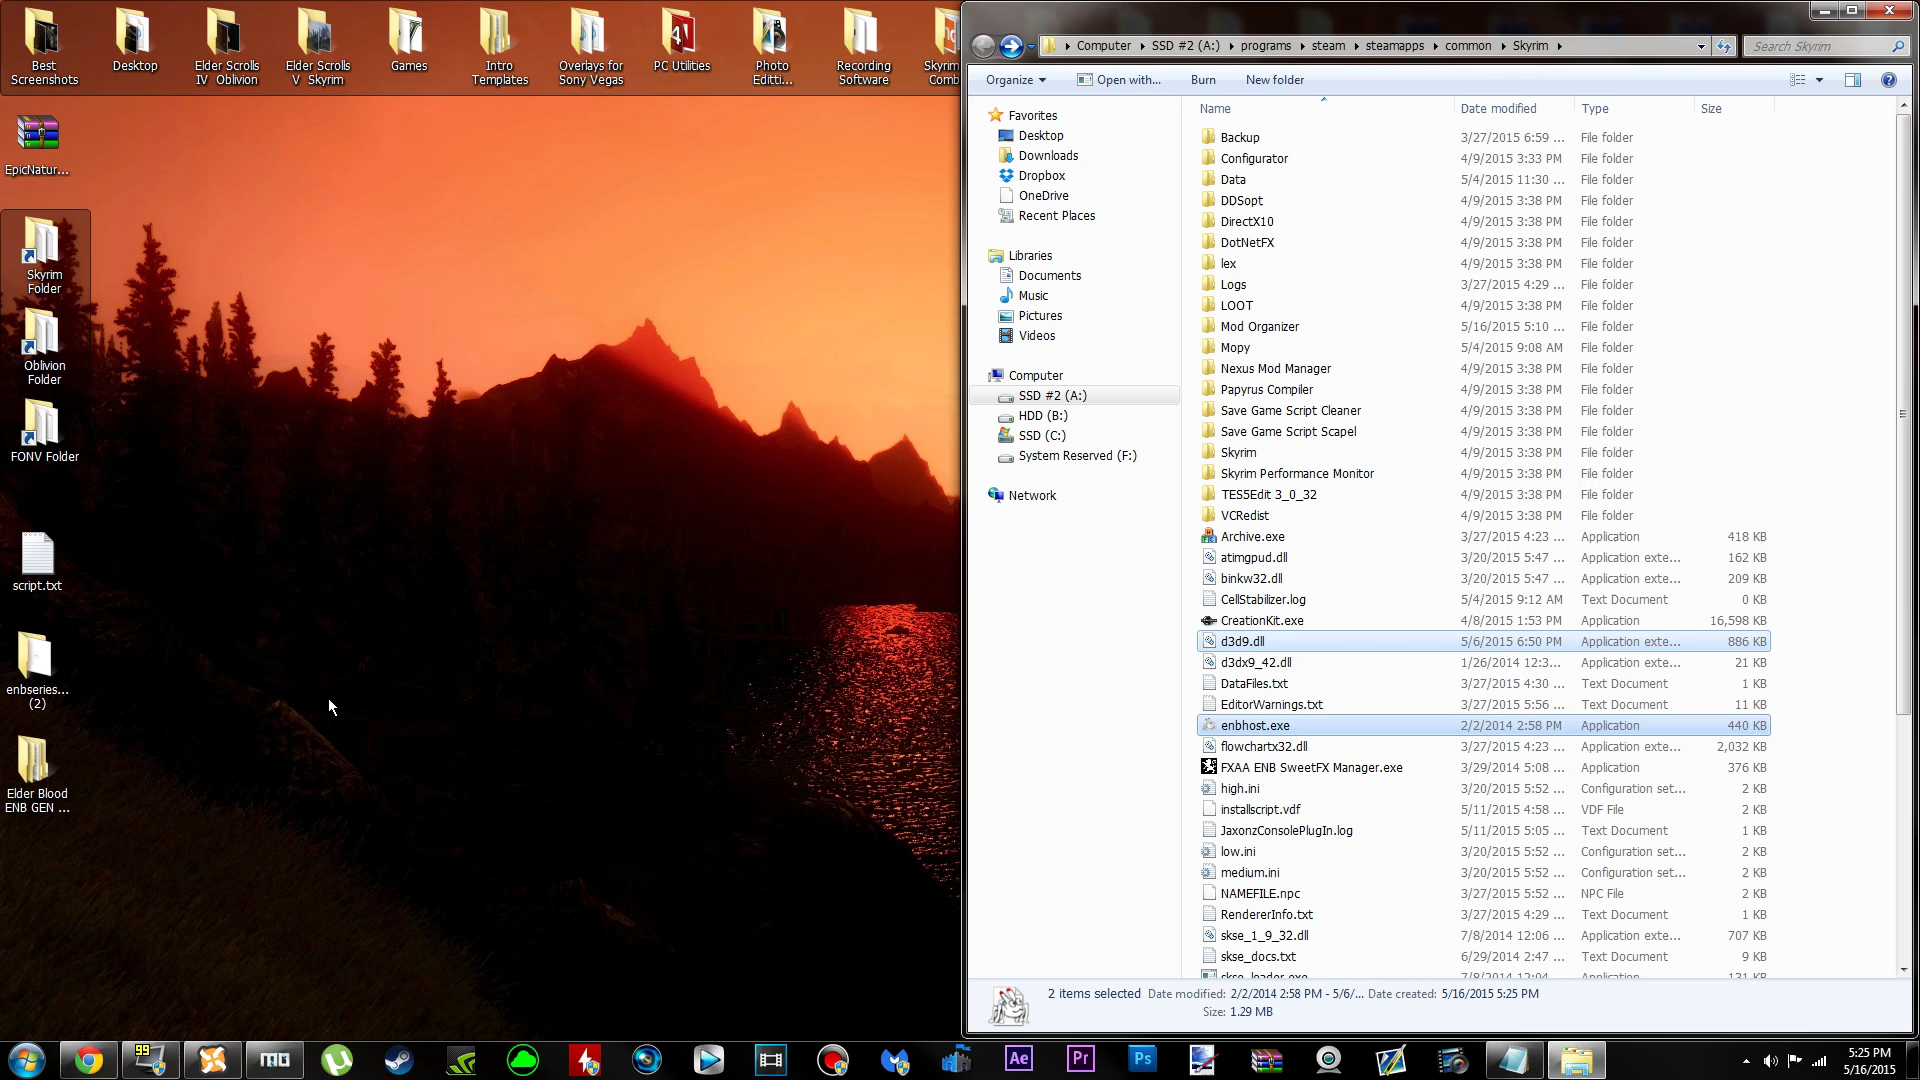 Best
Screenshots
Desktop
Elder Scrolls
IV Oblivion
Elder Scrolls
V Skyrim
Games
Intro
Templates
Overlays for
Sony Vegas
PC Utilities
Photo
Editti...
Recording
Software
Skyrim
Comb
EpicNatur...
Skyrim
Folder
Oblivion
Folder
FONV Folder
script.txt
enbseries...
(2)
Elder Blood
ENB GEN ...
Computer SSD #2 (A:) programs steam steamapps common Skyrim
Search Skyrim
Organize Open with... Burn New folder
Favorites
Desktop
Downloads
Dropbox
OneDrive
Recent Places
Libraries
Documents
Music
Pictures
Videos
Computer
SSD #2 (A:)
HDD (B:)
SSD (C:)
System Reserved (F:)
Network
Name Date modified Type Size
Backup 3/27/2015 6:59 ... File folder
Configurator 4/9/2015 3:33 PM File folder
Data 5/4/2015 11:30 ... File folder
DDSopt 4/9/2015 3:38 PM File folder
DirectX10 4/9/2015 3:38 PM File folder
DotNetFX 4/9/2015 3:38 PM File folder
lex 4/9/2015 3:38 PM File folder
Logs 3/27/2015 4:29 ... File folder
LOOT 4/9/2015 3:38 PM File folder
Mod Organizer 5/16/2015 5:10 ... File folder
Mopy 5/4/2015 9:08 AM File folder
Nexus Mod Manager 4/9/2015 3:38 PM File folder
Papyrus Compiler 4/9/2015 3:38 PM File folder
Save Game Script Cleaner 4/9/2015 3:38 PM File folder
Save Game Script Scapel 4/9/2015 3:38 PM File folder
Skyrim 4/9/2015 3:38 PM File folder
Skyrim Performance Monitor 4/9/2015 3:38 PM File folder
TES5Edit 3_0_32 4/9/2015 3:38 PM File folder
VCRedist 4/9/2015 3:38 PM File folder
Archive.exe 3/27/2015 4:23 ... Application 418 KB
atimgpud.dll 3/20/2015 5:47 ... Application exte... 162 KB
binkw32.dll 3/20/2015 5:47 ... Application exte... 209 KB
CellStabilizer.log 5/4/2015 9:12 AM Text Document 0 KB
CreationKit.exe 4/8/2015 1:53 PM Application 16,598 KB
d3d9.dll 5/6/2015 6:50 PM Application exte... 886 KB
d3dx9_42.dll 1/26/2014 12:3... Application exte... 21 KB
DataFiles.txt 3/27/2015 4:30 ... Text Document 1 KB
EditorWarnings.txt 3/27/2015 5:56 ... Text Document 11 KB
enbhost.exe 2/2/2014 2:58 PM Application 440 KB
flowchartx32.dll 3/27/2015 4:23 ... Application exte... 2,032 KB
FXAA ENB SweetFX Manager.exe 3/29/2014 5:08 ... Application 376 KB
high.ini 3/20/2015 5:52 ... Configuration set... 2 KB
installscript.vdf 5/11/2015 4:58 ... VDF File 2 KB
JaxonzConsolePlugIn.log 5/11/2015 5:05 ... Text Document 1 KB
low.ini 3/20/2015 5:52 ... Configuration set... 2 KB
medium.ini 3/20/2015 5:52 ... Configuration set... 2 KB
NAMEFILE.npc 3/27/2015 5:52 ... NPC File 2 KB
RendererInfo.txt 3/27/2015 4:29 ... Text Document 1 KB
skse_1_9_32.dll 7/8/2014 12:06 ... Application exte... 707 KB
skse_docs.txt 6/29/2014 2:47 ... Text Document 9 KB
skse_loader.exe 7/8/2014 12:04 ... Application 131 KB
2 items selected Date modified: 2/2/2014 2:58 PM - 5/6/... Date created: 5/16/2015 5:25 PM
Size: 1.29 MB
99
MO
Ae
Pr
Ps
5:25 PM
5/16/2015